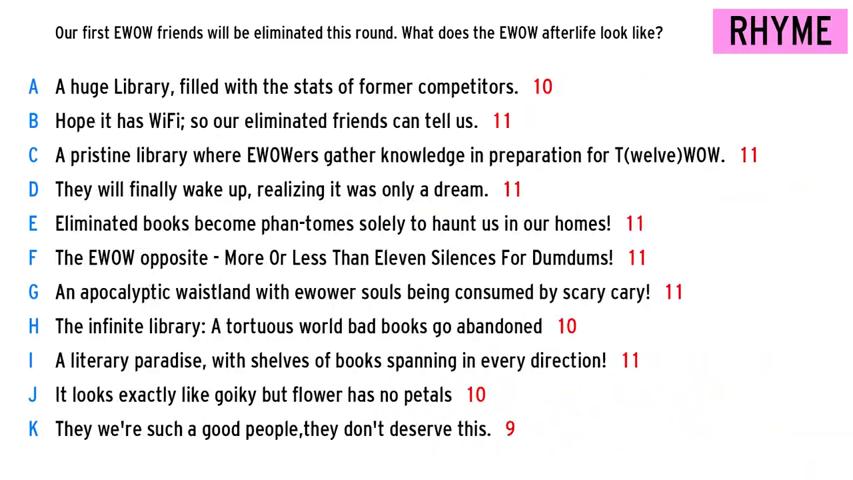 Our first EWOW friends will be eliminated this round. What does the EWOW afterlife look like?
RHYME
A A huge Library, filled with the stats of former competitors. 10
B Hope it has WiFi; so our eliminated friends can tell us. 11
C A pristine library where EWOWers gather knowledge in preparation for T(welve)WOW. 11
D They will finally wake up, realizing it was only a dream. 11
E Eliminated books become phan-tomes solely to haunt us in our homes! 11
F The EWOW opposite - More Or Less Than Eleven Silences For Dumdums! 11
G An apocalyptic waistland with ewower souls being consumed by scary cary! 11
H The infinite library: A tortuous world bad books go abandoned 10
I A literary paradise, with shelves of books spanning in every direction! 11
J It looks exactly like goiky but flower has no petals 10
K They we're such a good people,they don't deserve this. 9